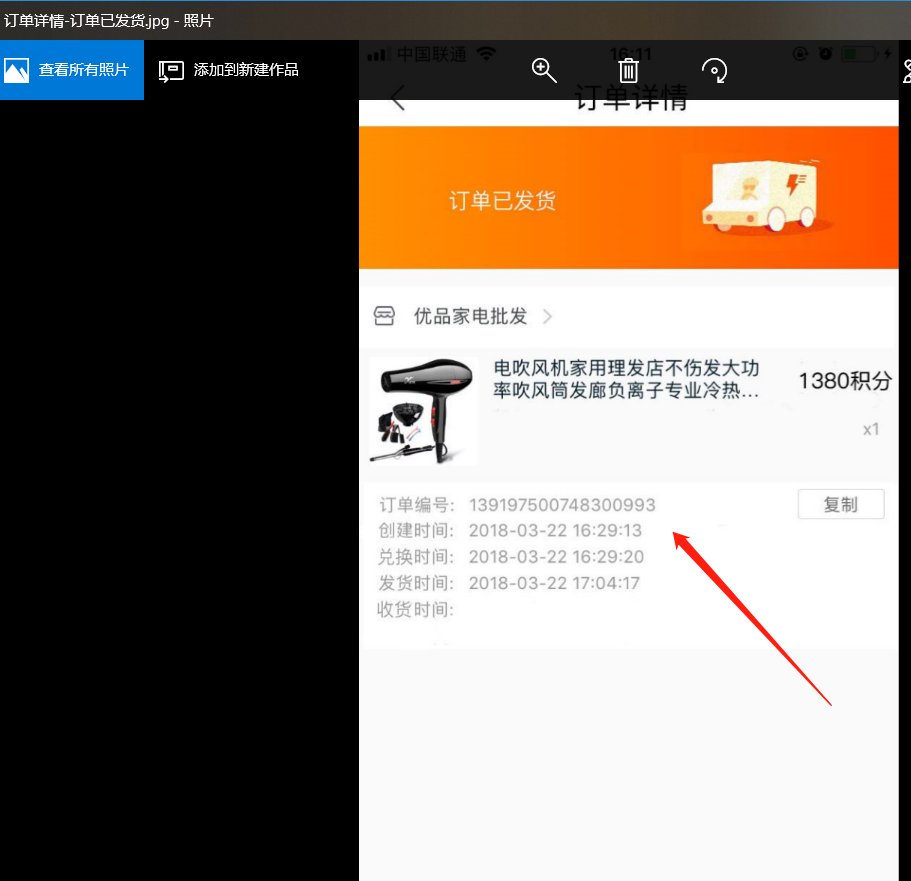 订单详情-订单已发货.jpg - 照片
查看所有照片
添加到新建作品
中国联通
16:11
订单详情
订单已发货
优品家电批发
电吹风机家用理发店不伤发大功
率吹风筒发廊负离子专业冷热...
1380积分
x1
订单编号: 139197500748300993
复制
创建时间: 2018-03-22 16:29:13
兑换时间: 2018-03-22 16:29:20
发货时间: 2018-03-22 17:04:17
收货时间: